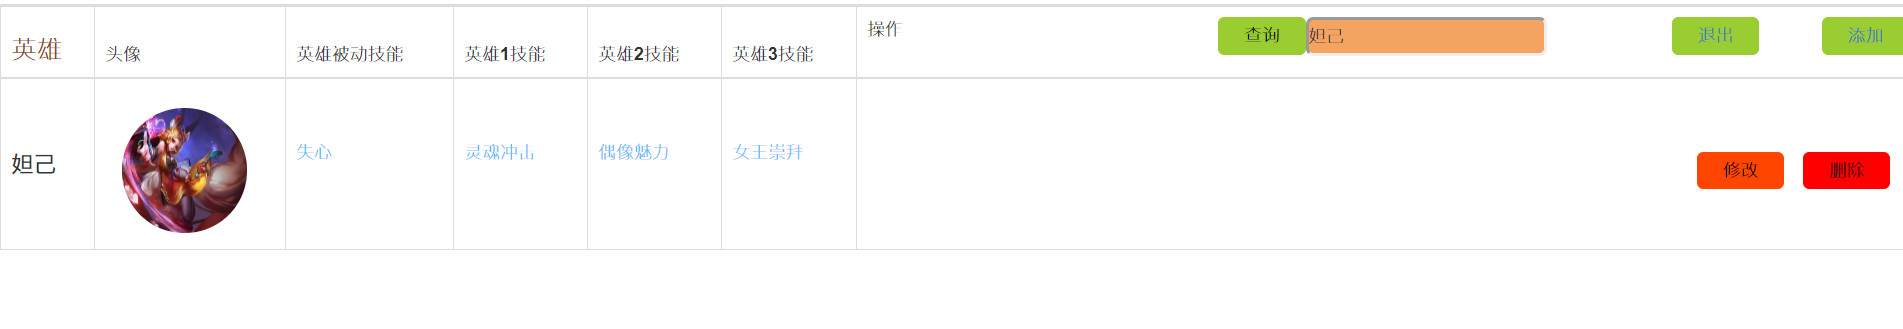 英雄 头像 英雄被动技能 英雄1技能 英雄2技能 英雄3技能 操作 查询 妲己 退出 添加
妲己 失心 灵魂冲击 偶像魅力 女王崇拜 修改 删除